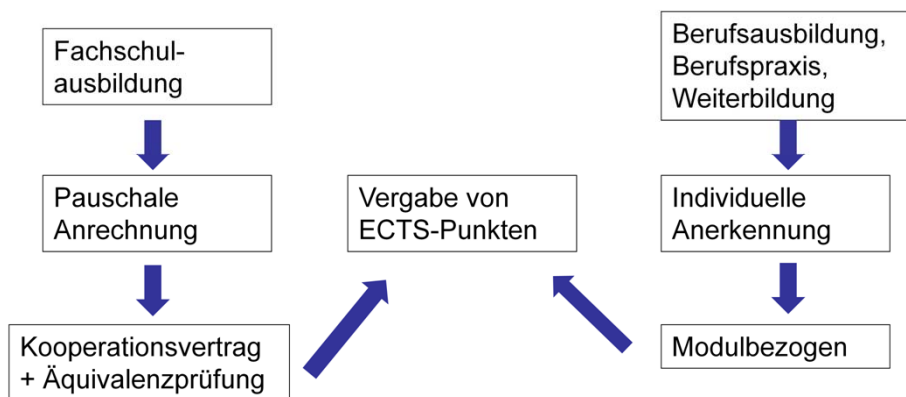 Fachschul-
ausbildung
Berufsausbildung,
Berufspraxis,
Weiterbildung
Pauschale
Anrechnung
Vergabe von
ECTS-Punkten
Individuelle
Anerkennung
Kooperationsvertrag
+ Äquivalenzprüfung
Modulbezogen